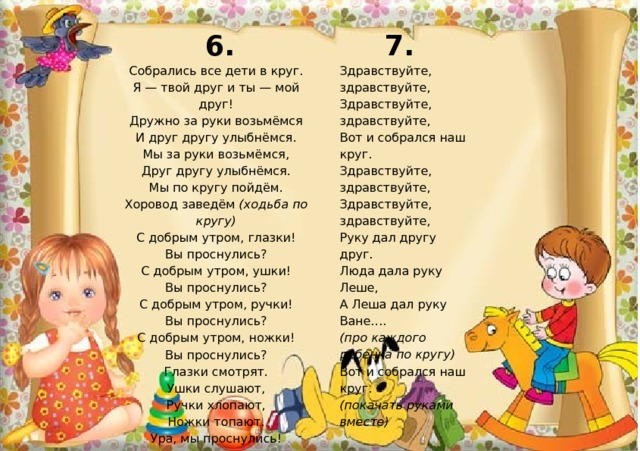 6.
Собрались все дети в круг.
Я — твой друг и ты — мой
друг!
Дружно за руки возьмёмся
И друг другу улыбнёмся.
Мы за руки возьмёмся,
Друг другу улыбнёмся.
Мы по кругу пойдём.
Хоровод заведём (ходьба по
кругу)
С добрым утром, глазки!
Вы проснулись?
С добрым утром, ушки!
Вы проснулись?
С добрым утром, ручки!
Вы проснулись?
С добрым утром, ножки!
Вы проснулись?
Глазки смотрят.
Ушки слушают,
Ручки хлопают,
Ножки топают.
Ура, мы проснулись!
7.
Здравствуйте,
здравствуйте,
Здравствуйте,
здравствуйте,
Вот и собрался наш
круг.
Здравствуйте,
здравствуйте,
Здравствуйте,
здравствуйте,
Руку дал другу
друг.
Люда дала руку
Леше,
А Леша дал руку
Ване….
(про каждого
ребенка по кругу)
Вот и собрался наш
круг.
(покачать руками
вместе)